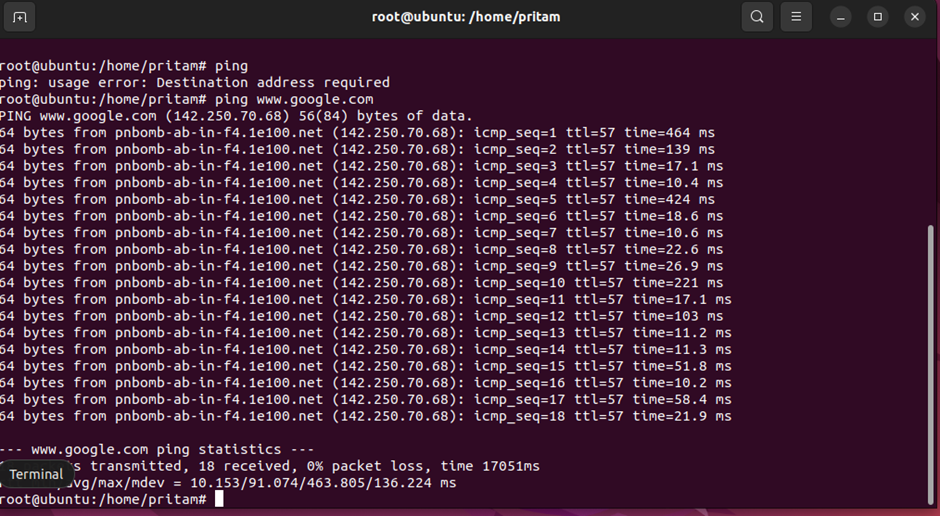 root@ubuntu: /home/pritam
root@ubuntu:/home/pritam# ping
ping: usage error: Destination address required
root@ubuntu:/home/pritam# ping www.google.com
PING www.google.com (142.250.70.68) 56(84) bytes of data.
64 bytes from pnbomb-ab-in-f4.1e100.net (142.250.70.68): icmp_seq=1 ttl=57 time=464 ms
64 bytes from pnbomb-ab-in-f4.1e100.net (142.250.70.68): icmp_seq=2 ttl=57 time=139 ms
64 bytes from pnbomb-ab-in-f4.1e100.net (142.250.70.68): icmp_seq=3 ttl=57 time=17.1 ms
64 bytes from pnbomb-ab-in-f4.1e100.net (142.250.70.68): icmp_seq=4 ttl=57 time=10.4 ms
64 bytes from pnbomb-ab-in-f4.1e100.net (142.250.70.68): icmp_seq=5 ttl=57 time=424 ms
64 bytes from pnbomb-ab-in-f4.1e100.net (142.250.70.68): icmp_seq=6 ttl=57 time=18.6 ms
64 bytes from pnbomb-ab-in-f4.1e100.net (142.250.70.68): icmp_seq=7 ttl=57 time=10.6 ms
64 bytes from pnbomb-ab-in-f4.1e100.net (142.250.70.68): icmp_seq=8 ttl=57 time=22.6 ms
64 bytes from pnbomb-ab-in-f4.1e100.net (142.250.70.68): icmp_seq=9 ttl=57 time=26.9 ms
64 bytes from pnbomb-ab-in-f4.1e100.net (142.250.70.68): icmp_seq=10 ttl=57 time=221 ms
64 bytes from pnbomb-ab-in-f4.1e100.net (142.250.70.68): icmp_seq=11 ttl=57 time=17.1 ms
64 bytes from pnbomb-ab-in-f4.1e100.net (142.250.70.68): icmp_seq=12 ttl=57 time=103 ms
64 bytes from pnbomb-ab-in-f4.1e100.net (142.250.70.68): icmp_seq=13 ttl=57 time=11.2 ms
64 bytes from pnbomb-ab-in-f4.1e100.net (142.250.70.68): icmp_seq=14 ttl=57 time=11.3 ms
64 bytes from pnbomb-ab-in-f4.1e100.net (142.250.70.68): icmp_seq=15 ttl=57 time=51.8 ms
64 bytes from pnbomb-ab-in-f4.1e100.net (142.250.70.68): icmp_seq=16 ttl=57 time=10.2 ms
64 bytes from pnbomb-ab-in-f4.1e100.net (142.250.70.68): icmp_seq=17 ttl=57 time=58.4 ms
64 bytes from pnbomb-ab-in-f4.1e100.net (142.250.70.68): icmp_seq=18 ttl=57 time=21.9 ms
--- www.google.com ping statistics ---
transmitted, 18 received, 0% packet loss, time 17051ms
Terminal
/max/mdev = 10.153/91.074/463.805/136.224 ms
root@ubuntu:/home/pritam#